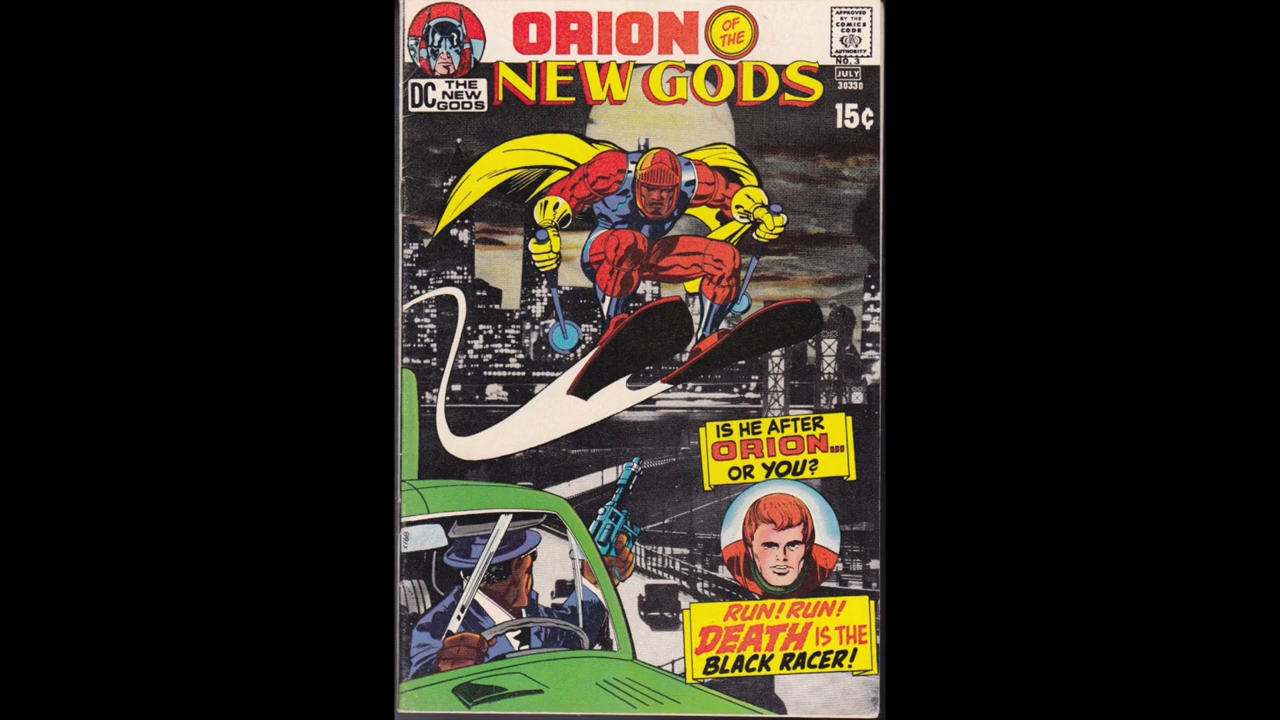 ORION
OF
THE
NEW GODS
DC
THE
NEW
GODS
APPROVED
BY THE
COMICS
CODE
CA
AUTHORITY
NO. 3
JULY
30330
15¢
IS HE AFTER
ORION...
OR YOU?
RUN! RUN!
DEATH IS THE
BLACK RACER!